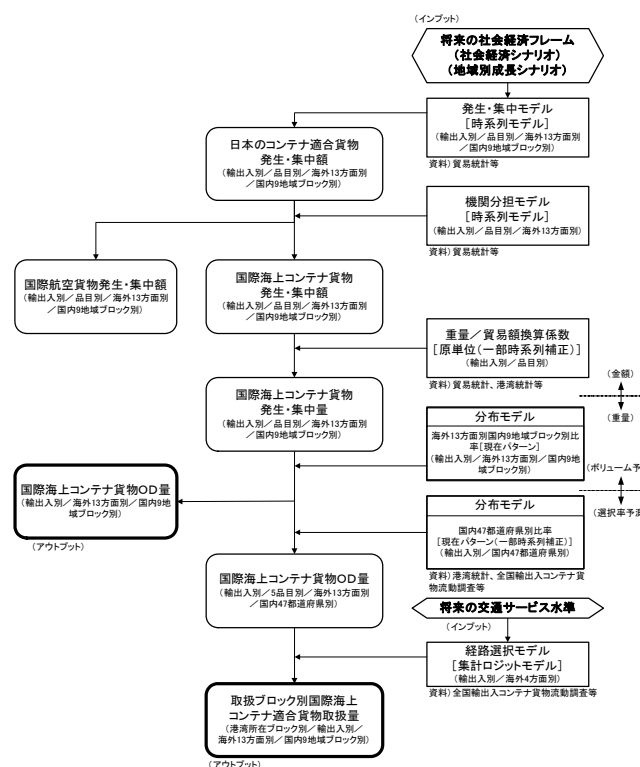 (インプット)
将来の社会経済フレーム
(社会経済シナリオ)
(地域別成長シナリオ)
発生・集中モデル
[時系列モデル]
(輸出入別/品目別/海外13方面別
/国内9地域ブロック別)
資料)貿易統計等
日本のコンテナ適合貨物
発生・集中額
(輸出入別/品目別/海外13方面別
/国内9地域ブロック別)
機関分担モデル
[時系列モデル]
(輸出入別/品目別/海外13方面別)
資料)貿易統計等
国際航空貨物発生・集中額
(輸出入別/品目別/海外13方面別
/国内9地域ブロック別)
国際海上コンテナ貨物
発生・集中額
(輸出入別/品目別/海外13方面別
/国内9地域ブロック別)
重量/貿易額換算係数
[原単位(一部時系列補正)]
(輸出入別/品目別)
資料)貿易統計、港湾統計等
(金額)
(重量)
国際海上コンテナ貨物
発生・集中量
(輸出入別/品目別/海外13方面別
/国内9地域ブロック別)
分布モデル
海外13方面別国内9地域ブロック別比
率[現在パターン]
(輸出入別/海外13方面別/国内9地
域ブロック別)
国際海上コンテナ貨物OD量
(輸出入別/海外13方面別/国内9地
域ブロック別)
(アウトプット)
(ボリューム予
(選択率予測
分布モデル
国内47都道府県別比率
[現在パターン(一部時系列補正)]
(輸出入別/国内47都道府県別)
資料)港湾統計、全国輸出入コンテナ貨
物流動調査等
国際海上コンテナ貨物OD量
(輸出入別/5品目別/海外13方面別
/国内47都道府県別)
将来の交通サービス水準
(インプット)
経路選択モデル
[集計ロジットモデル]
(輸出入別/海外4方面別)
資料)全国輸出入コンテナ貨物流動調査等
取扱ブロック別国際海上
コンテナ適合貨物取扱量
(港湾所在ブロック別/輸出入別/
海外13方面別/国内9地域ブロック別)
(アウトプット)